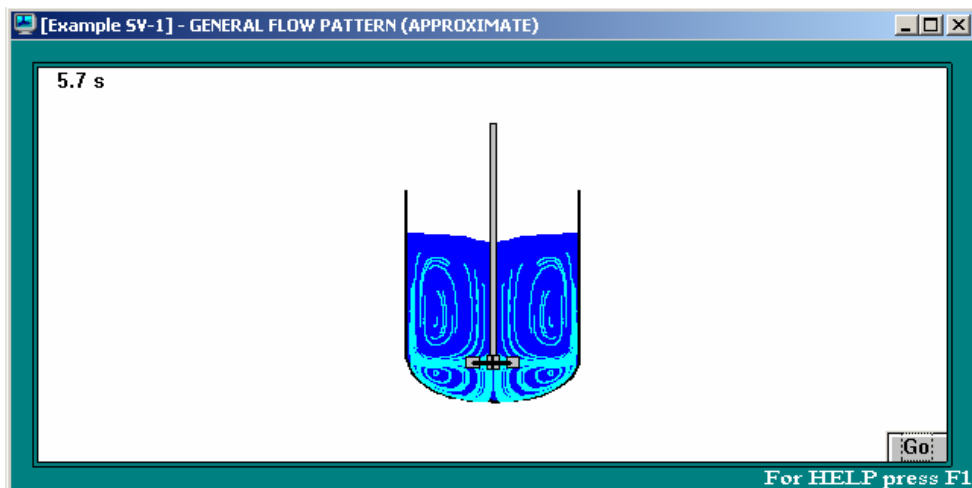 [Example SV-1] - GENERAL FLOW PATTERN (APPROXIMATE)
5.7 s
Go
For HELP press F1